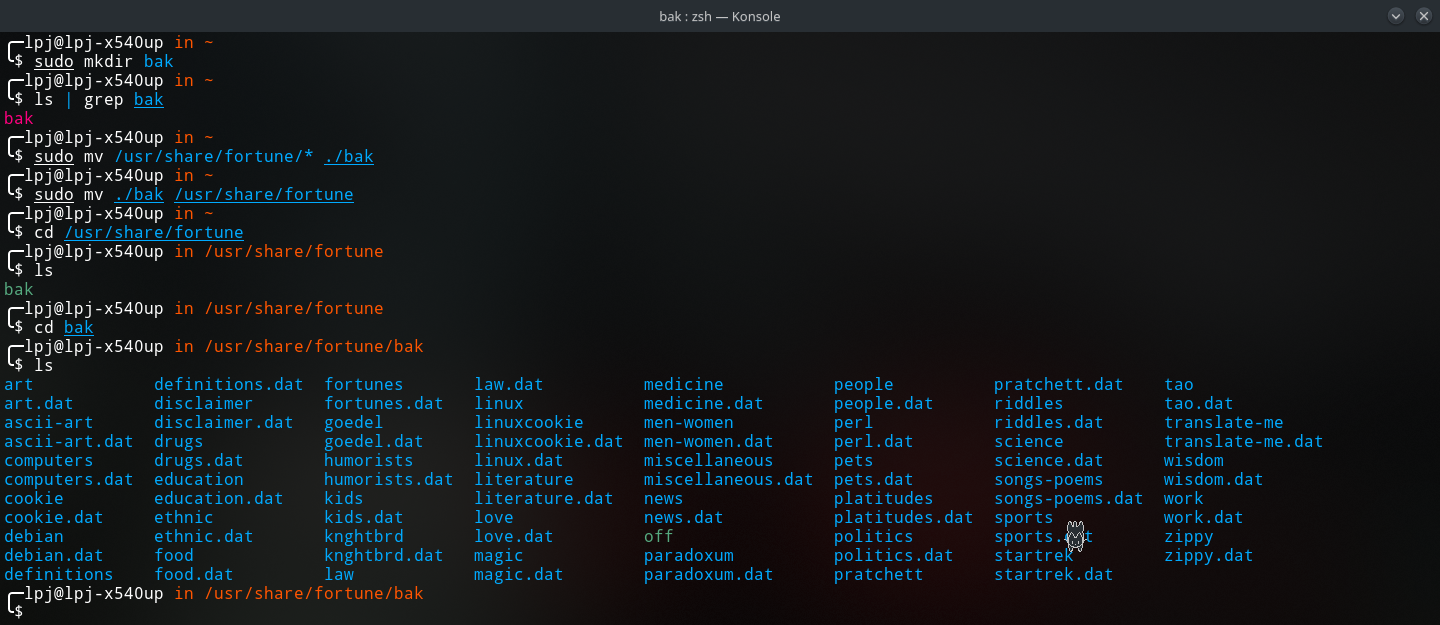 bak : zsh — Konsole
╭─lpj@lpj-x540up in ~
╰$ sudo mkdir bak
╭─lpj@lpj-x540up in ~
╰$ ls | grep bak
bak
╭─lpj@lpj-x540up in ~
╰$ sudo mv /usr/share/fortune/* ./bak
╭─lpj@lpj-x540up in ~
╰$ sudo mv ./bak /usr/share/fortune
╭─lpj@lpj-x540up in ~
╰$ cd /usr/share/fortune
╭─lpj@lpj-x540up in /usr/share/fortune
╰$ ls
bak
╭─lpj@lpj-x540up in /usr/share/fortune
╰$ cd bak
╭─lpj@lpj-x540up in /usr/share/fortune/bak
╰$ ls
art definitions.dat fortunes law.dat medicine people pratchett.dat tao
art.dat disclaimer fortunes.dat linux medicine.dat people.dat riddles tao.dat
ascii-art disclaimer.dat goedel linuxcookie men-women perl riddles.dat translate-me
ascii-art.dat drugs goedel.dat linuxcookie.dat men-women.dat perl.dat science translate-me.dat
computers drugs.dat humorists linux.dat miscellaneous pets science.dat wisdom
computers.dat education humorists.dat literature miscellaneous.dat pets.dat songs-poems wisdom.dat
cookie education.dat kids literature.dat news platitudes songs-poems.dat work
cookie.dat ethnic kids.dat love news.dat platitudes.dat sports work.dat
debian ethnic.dat knghtbrd love.dat off politics zippy
debian.dat food knghtbrd.dat magic paradoxum politics.dat startrek zippy.dat
definitions food.dat law magic.dat paradoxum.dat pratchett startrek.dat
╭─lpj@lpj-x540up in /usr/share/fortune/bak
╰$